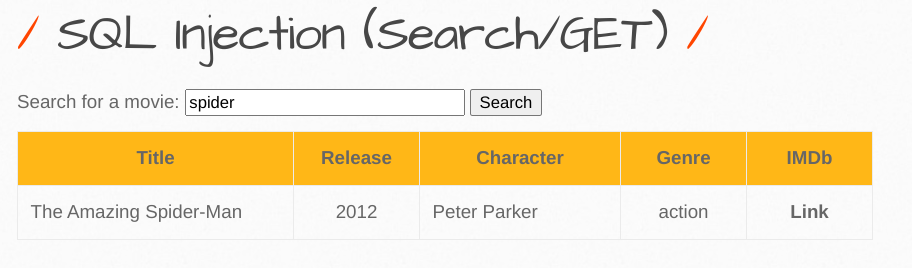 / SQL Injection (Search/GET) /
Search for a movie: spider Search
Title Release Character Genre IMDb
The Amazing Spider-Man 2012 Peter Parker action Link